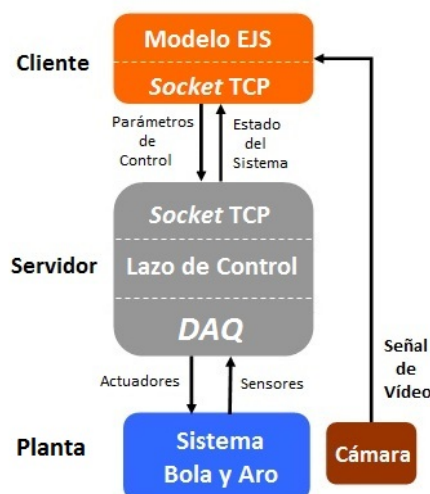 Cliente
Modelo EJS
Socket TCP
Parámetros
de
Control
Estado
del
Sistema
Servidor
Socket TCP
Lazo de Control
DAQ
Actuadores
Sensores
Señal
de
Vídeo
Planta
Sistema
Bola y Aro
Cámara